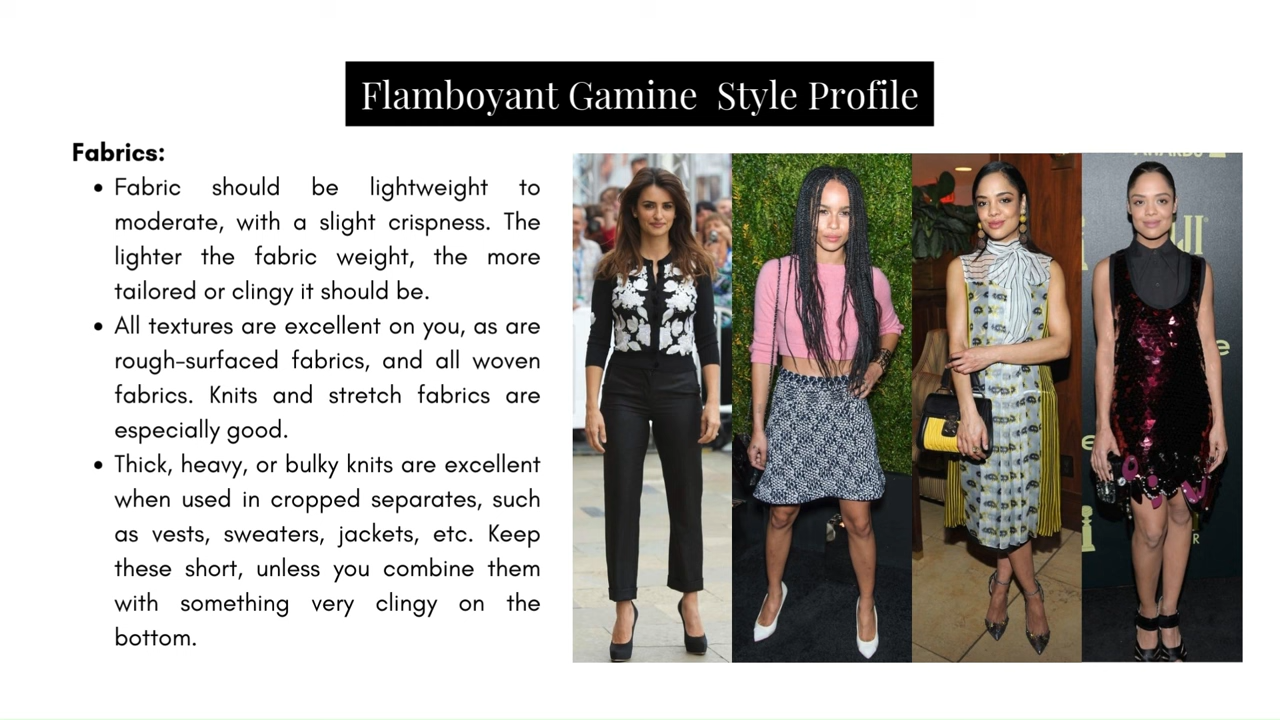 Flamboyant Gamine Style Profile
Fabrics:
• Fabric should be lightweight to
moderate, with a slight crispness. The
lighter the fabric weight, the more
tailored or clingy it should be.
• All textures are excellent on you, as are
rough-surfaced fabrics, and all woven
fabrics. Knits and stretch fabrics are
especially good.
• Thick, heavy, or bulky knits are excellent
when used in cropped separates, such
as vests, sweaters, jackets, etc. Keep
these short, unless you combine them
with something very clingy on the
bottom.